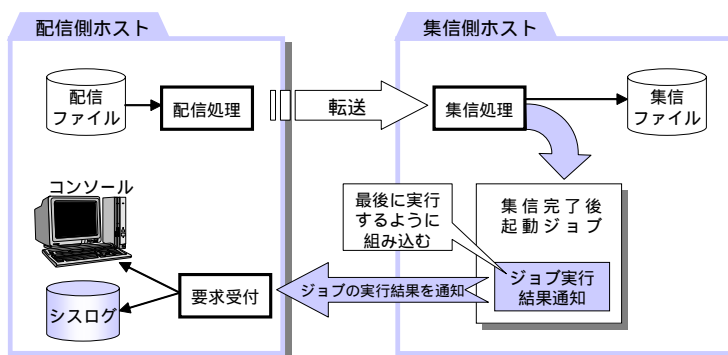 配信側ホスト
集信側ホスト
配信
ファイル
配信処理
転送
集信処理
集信
ファイル
コンソール
最後に実行
するように
組み込む
集信完了後
起動ジョブ
ジョブ実行
結果通知
ジョブの実行結果を通知
要求受付
シスログ